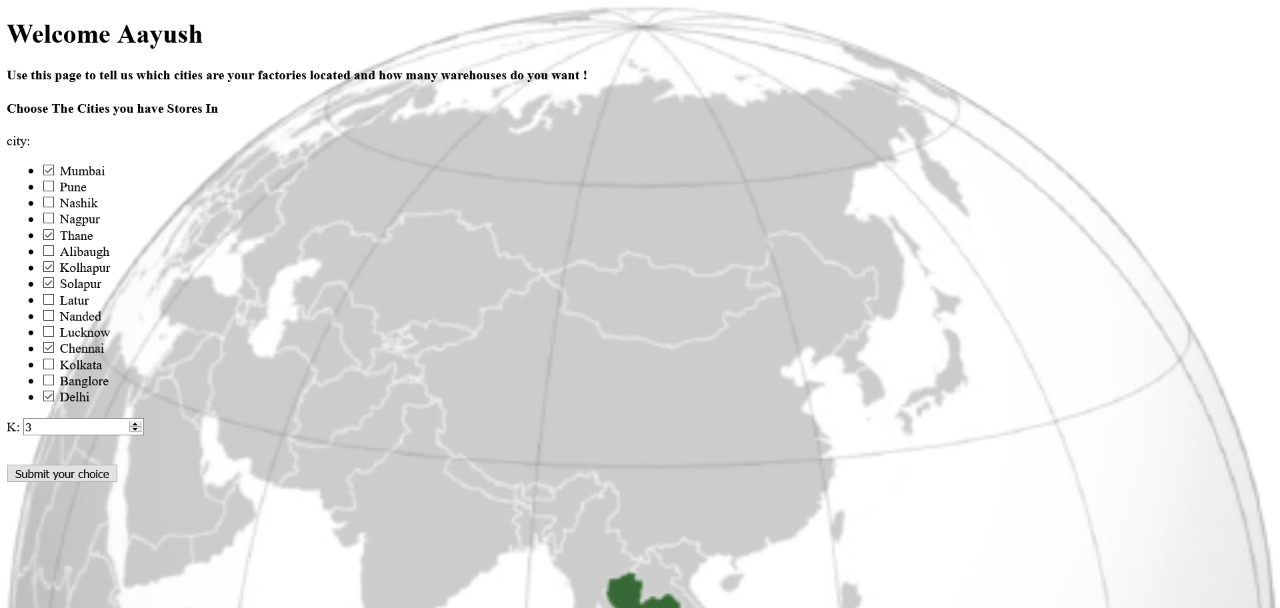 Welcome Aayush
Use this page to tell us which cities are your factories located and how many warehouses do you want !
Choose The Cities you have Stores In
city:
Mumbai
Pune
Nashik
Nagpur
Thane
Alibaugh
Kolhapur
Solapur
Latur
Nanded
Lucknow
Chennai
Kolkata
Banglore
Delhi
K: 3
Submit your choice